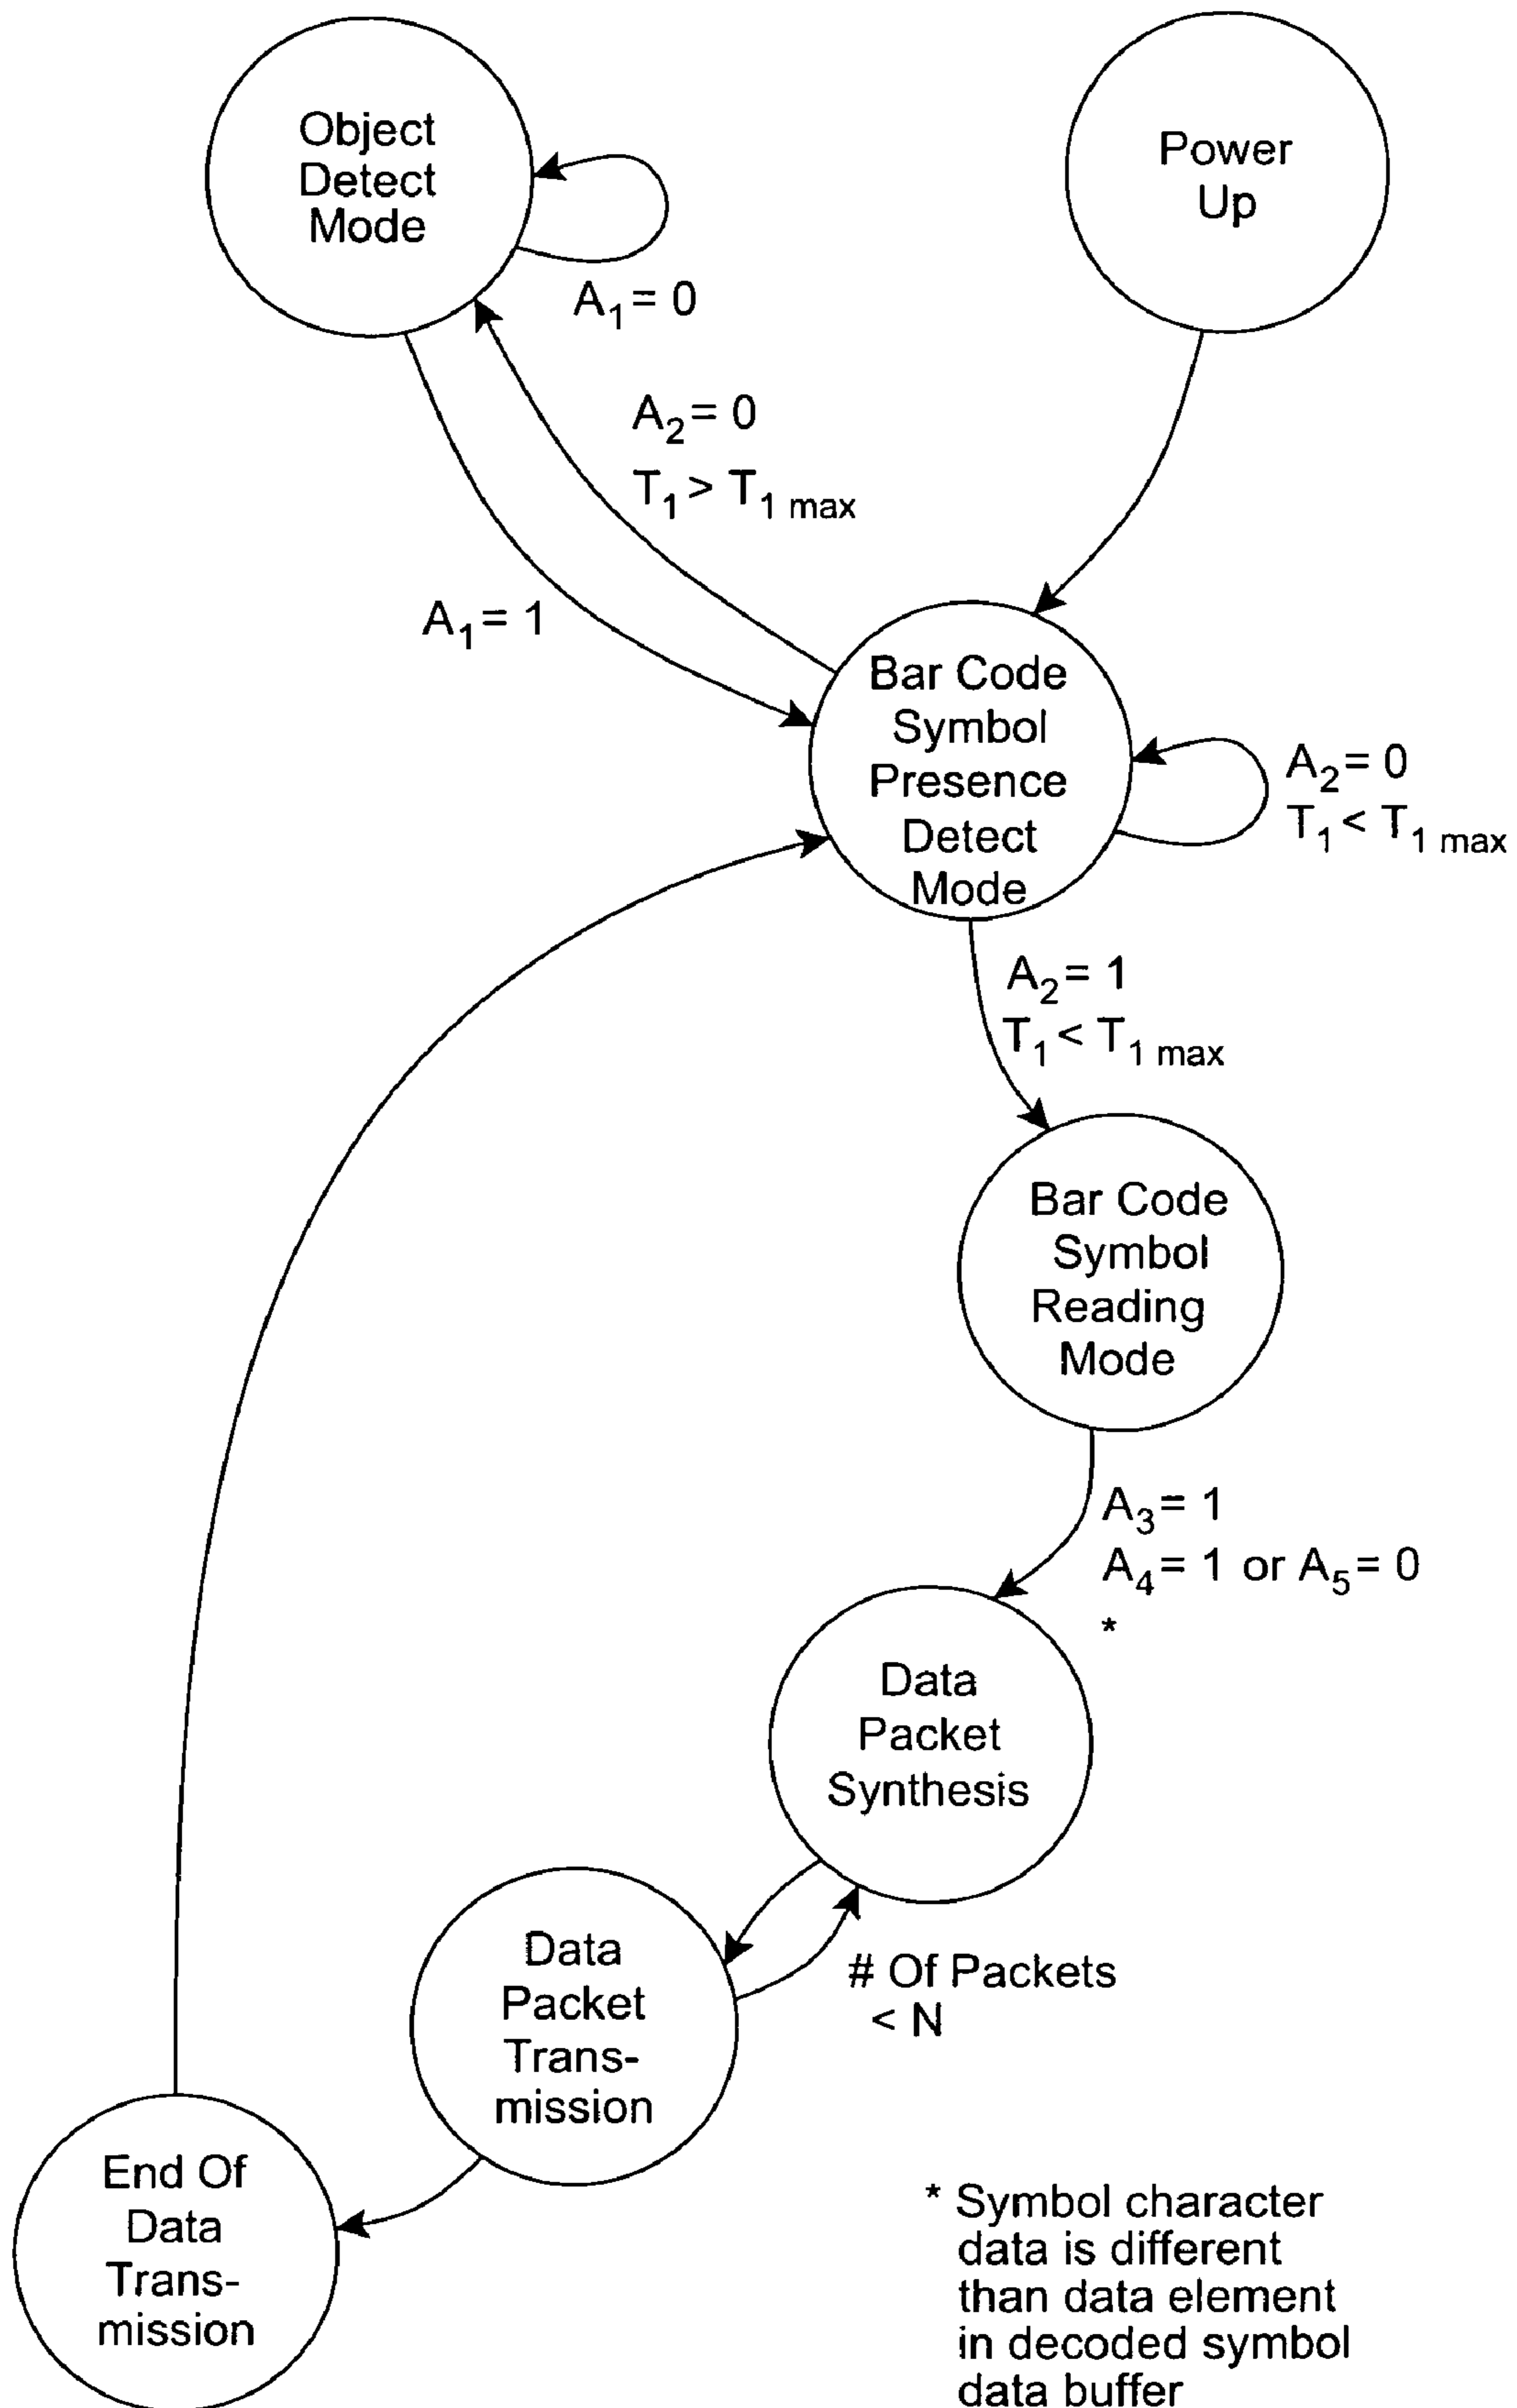 Object
Detect
Mode
Power
Up
A₁= 0
A₂= 0
T₁> T₁ max
A₁= 1
Bar Code
Symbol
Presence
Detect
Mode
A₂= 0
T₁< T₁ max
A₂= 1
T₁< T₁ max
Bar Code
Symbol
Reading
Mode
A₃= 1
A₄= 1 or A₅= 0
*
Data
Packet
Synthesis
# Of Packets
< N
Data
Packet
Trans-
mission
End Of
Data
Trans-
mission
* Symbol character
data is different
than data element
in decoded symbol
data buffer